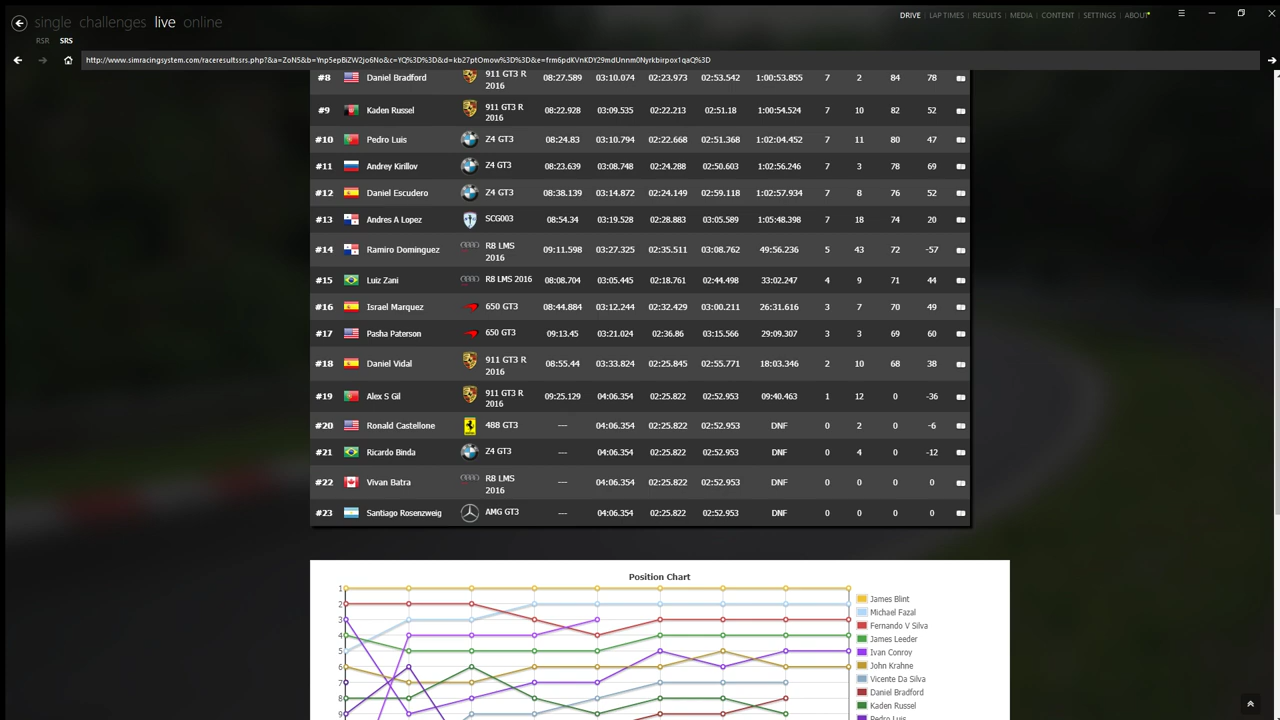 single challenges live online
DRIVE | LAP TIMES | RESULTS | MEDIA | CONTENT | SETTINGS | ABOUT
RSR SRS
http://www.simracingsystem.com/raceresultssrs.php?&a=ZoN5&b=Ynp5epBiZW2jo6No&c=YQ%3D%3D&d=kb27ptOmow%3D%3D&e=frm6pdKVnKDY29mdUnnm0Nyrkbirpox1qaQ%3D
#8 Daniel Bradford 911 GT3 R 2016 08:27.589 03:10.074 02:23.973 02:53.542 1:00:53.855 7 2 84 78
#9 Kaden Russel 911 GT3 R 2016 08:22.928 03:09.535 02:22.213 02:51.18 1:00:54.524 7 10 82 52
#10 Pedro Luis Z4 GT3 08:24.83 03:10.794 02:22.668 02:51.368 1:02:04.452 7 11 80 47
#11 Andrey Kirillov Z4 GT3 08:23.639 03:08.748 02:24.288 02:50.603 1:02:56.246 7 3 78 69
#12 Daniel Escudero Z4 GT3 08:38.139 03:14.872 02:24.149 02:59.118 1:02:57.534 7 8 76 52
#13 Andres A Lopez SCG003 08:54.34 03:19.528 02:28.883 03:05.589 1:05:48.398 7 18 74 20
#14 Ramiro Dominguez R8 LMS 2016 09:11.598 03:27.325 02:35.511 03:08.762 49:56.236 5 43 72 -57
#15 Luiz Zani R8 LMS 2016 08:08.704 03:05.445 02:18.761 02:44.498 33:02.247 4 9 71 44
#16 Israel Marquez 650 GT3 08:44.884 03:12.244 02:32.429 03:00.211 26:31.616 3 7 70 49
#17 Pasha Paterson 650 GT3 09:13.45 03:21.024 02:36.86 03:15.566 29:09.307 3 3 69 60
#18 Daniel Vidal 911 GT3 R 2016 08:55.44 03:33.824 02:25.845 02:55.771 18:03.346 2 10 68 38
#19 Alex S Gil 911 GT3 R 2016 09:25.129 04:06.354 02:25.822 02:52.953 09:40.463 1 12 0 -36
#20 Ronald Castellone 488 GT3 --- 04:06.354 02:25.822 02:52.953 DNF 0 2 0 -6
#21 Ricardo Binda Z4 GT3 --- 04:06.354 02:25.822 02:52.953 DNF 0 4 0 -12
#22 Vivan Batra R8 LMS 2016 --- 04:06.354 02:25.822 02:52.953 DNF 0 0 0 0
#23 Santiago Rosenzweig AMG GT3 --- 04:06.354 02:25.822 02:52.953 DNF 0 0 0 0
Position Chart
1
2
3
4
5
6
7
8
9
James Blint
Michael Fazal
Fernando V Silva
James Leeder
Ivan Conroy
John Krahne
Vicente Da Silva
Daniel Bradford
Kaden Russel
Pedro Luis